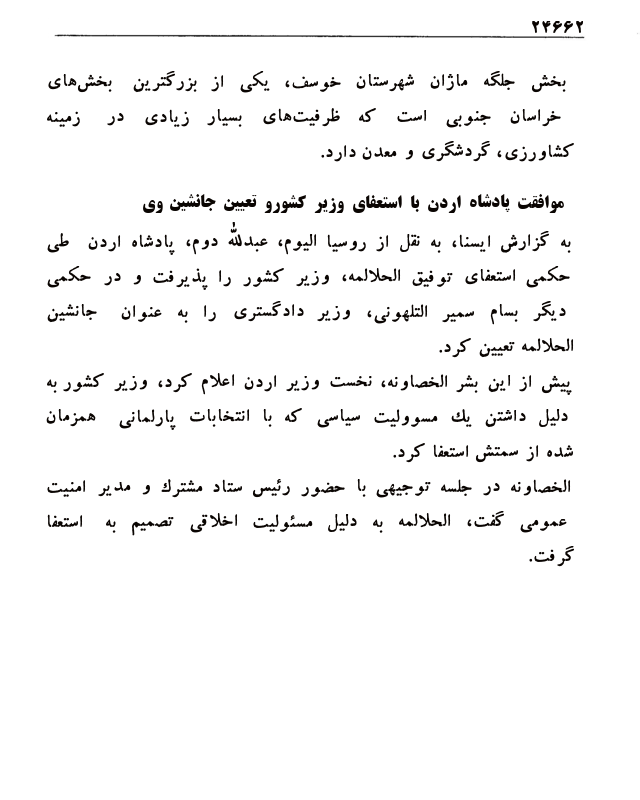 ۲۴۶۶۲
بخش جلگه ماژان شهرستان خوسف، یکی از بزرگترین بخش‌های
خراسان جنوبی است که ظرفیت‌های بسیار زیادی در زمینه
کشاورزی، گردشگری و معدن دارد.
موافقت پادشاه اردن با استعفای وزیر کشورو تعیین جانشین وی
به گزارش ایسنا، به نقل از روسیا الیوم، عبدالله دوم، پادشاه اردن طی
حکمی استعفای توفیق الحلالمه، وزیر کشور را پذیرفت و در حکمی
دیگر بسام سمیر التلهونی، وزیر دادگستری را به عنوان جانشین
الحلالمه تعیین کرد.
پیش از این بشر الخصاونه، نخست وزیر اردن اعلام کرد، وزیر کشور به
دلیل داشتن یك مسوولیت سیاسی که با انتخابات پارلمانی همزمان
شده از سمتش استعفا کرد.
الخصاونه در جلسه توجیهی با حضور رئیس ستاد مشترك و مدیر امنیت
عمومی گفت، الحلالمه به دلیل مسئولیت اخلاقی تصمیم به استعفا
گرفت.